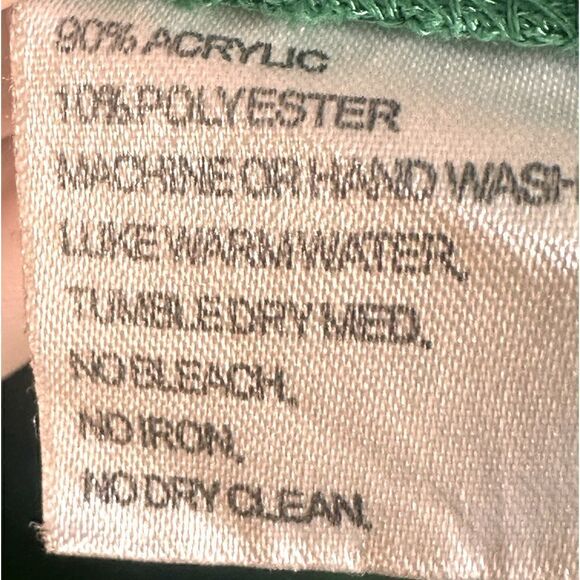 90% ACRYLIC
10% POLYESTER
MACHINE OR HAND WASH
LUKE WARM WATER,
TUMBLE DRY MED.
NO BLEACH,
NO IRON,
NO DRY CLEAN.